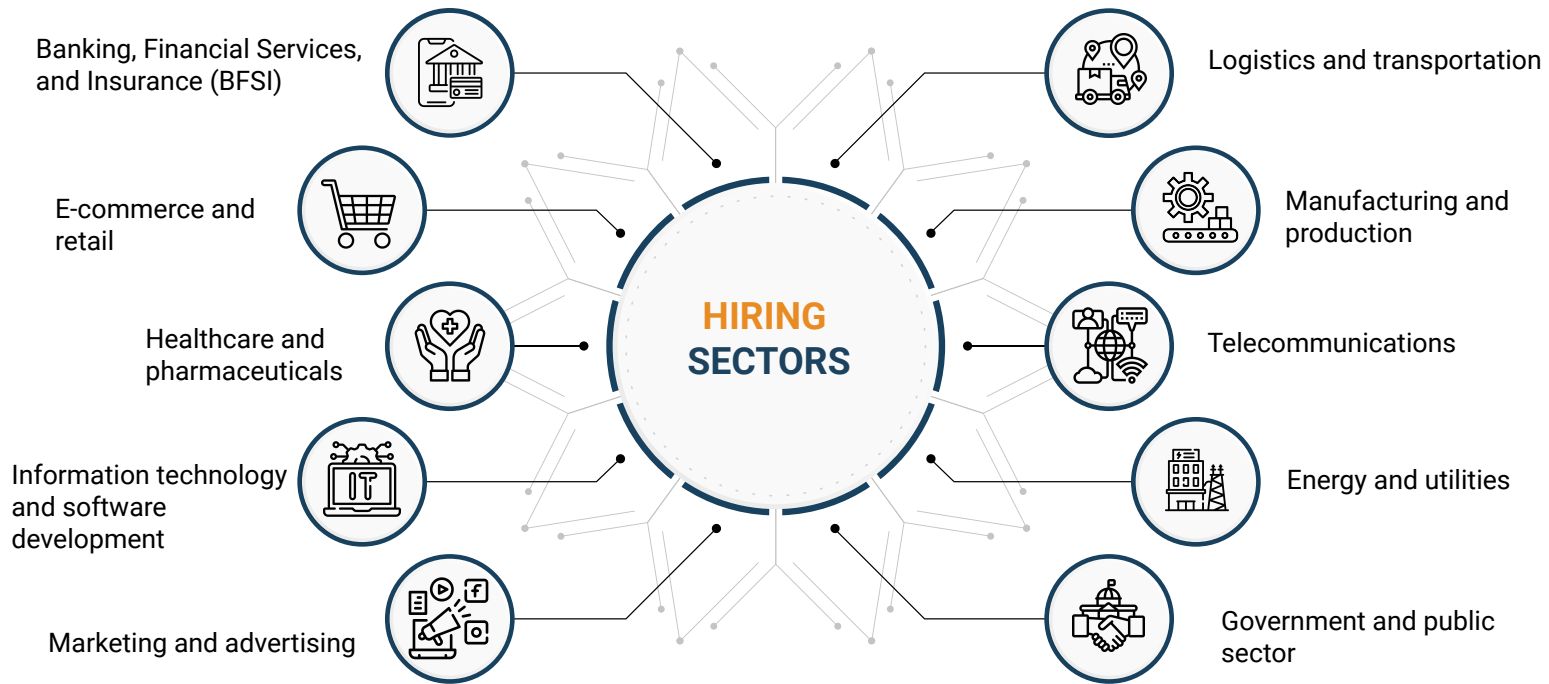 Banking, Financial Services,
and Insurance (BFSI)
E-commerce and
retail
Healthcare and
pharmaceuticals
IT
Information technology
and software
development
Marketing and advertising
HIRING
SECTORS
Logistics and transportation
Manufacturing and
production
Telecommunications
Energy and utilities
Government and public
sector